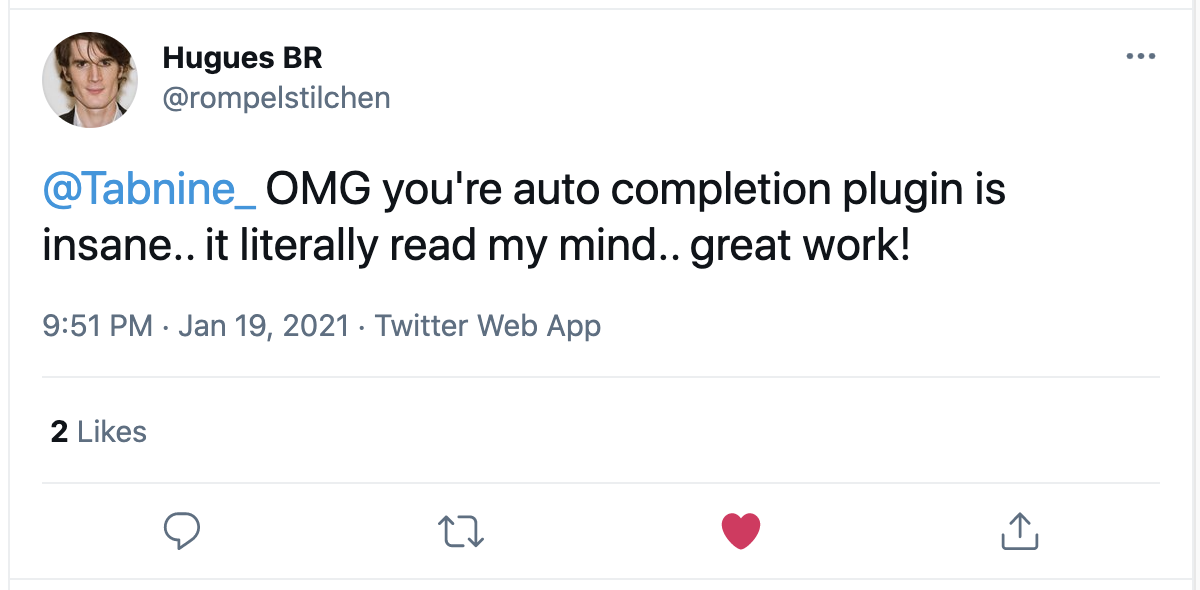 Hugues BR
@rompelstilchen
@Tabnine_ OMG you're auto completion plugin is
insane.. it literally read my mind.. great work!
9:51 PM · Jan 19, 2021 · Twitter Web App
2 Likes